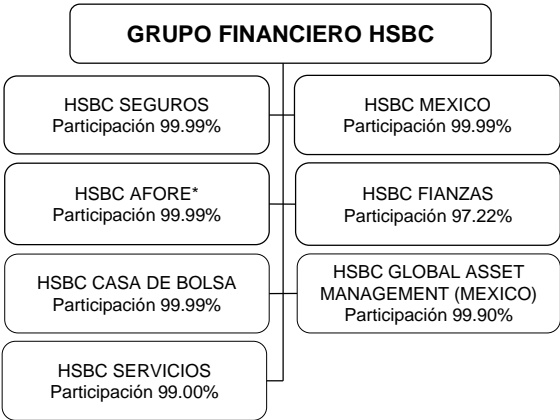 GRUPO FINANCIERO HSBC
HSBC SEGUROS
Participación 99.99%
HSBC MEXICO
Participación 99.99%
HSBC AFORE*
Participación 99.99%
HSBC FIANZAS
Participación 97.22%
HSBC CASA DE BOLSA
Participación 99.99%
HSBC GLOBAL ASSET
MANAGEMENT (MEXICO)
Participación 99.90%
HSBC SERVICIOS
Participación 99.00%